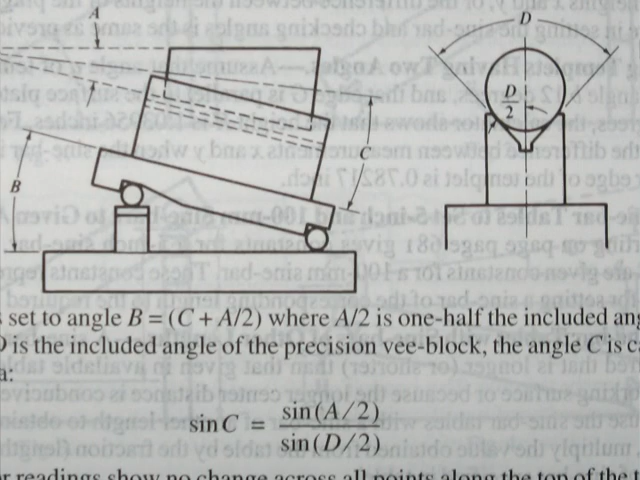 A
D
D
2
B
C
set to angle B = (C + A/2) where A/2 is one-half the included
is the included angle of the precision vee-block, the angle C is
sin C = sin (A / 2)
sin (D / 2)
readings show no change across all points along the top of the